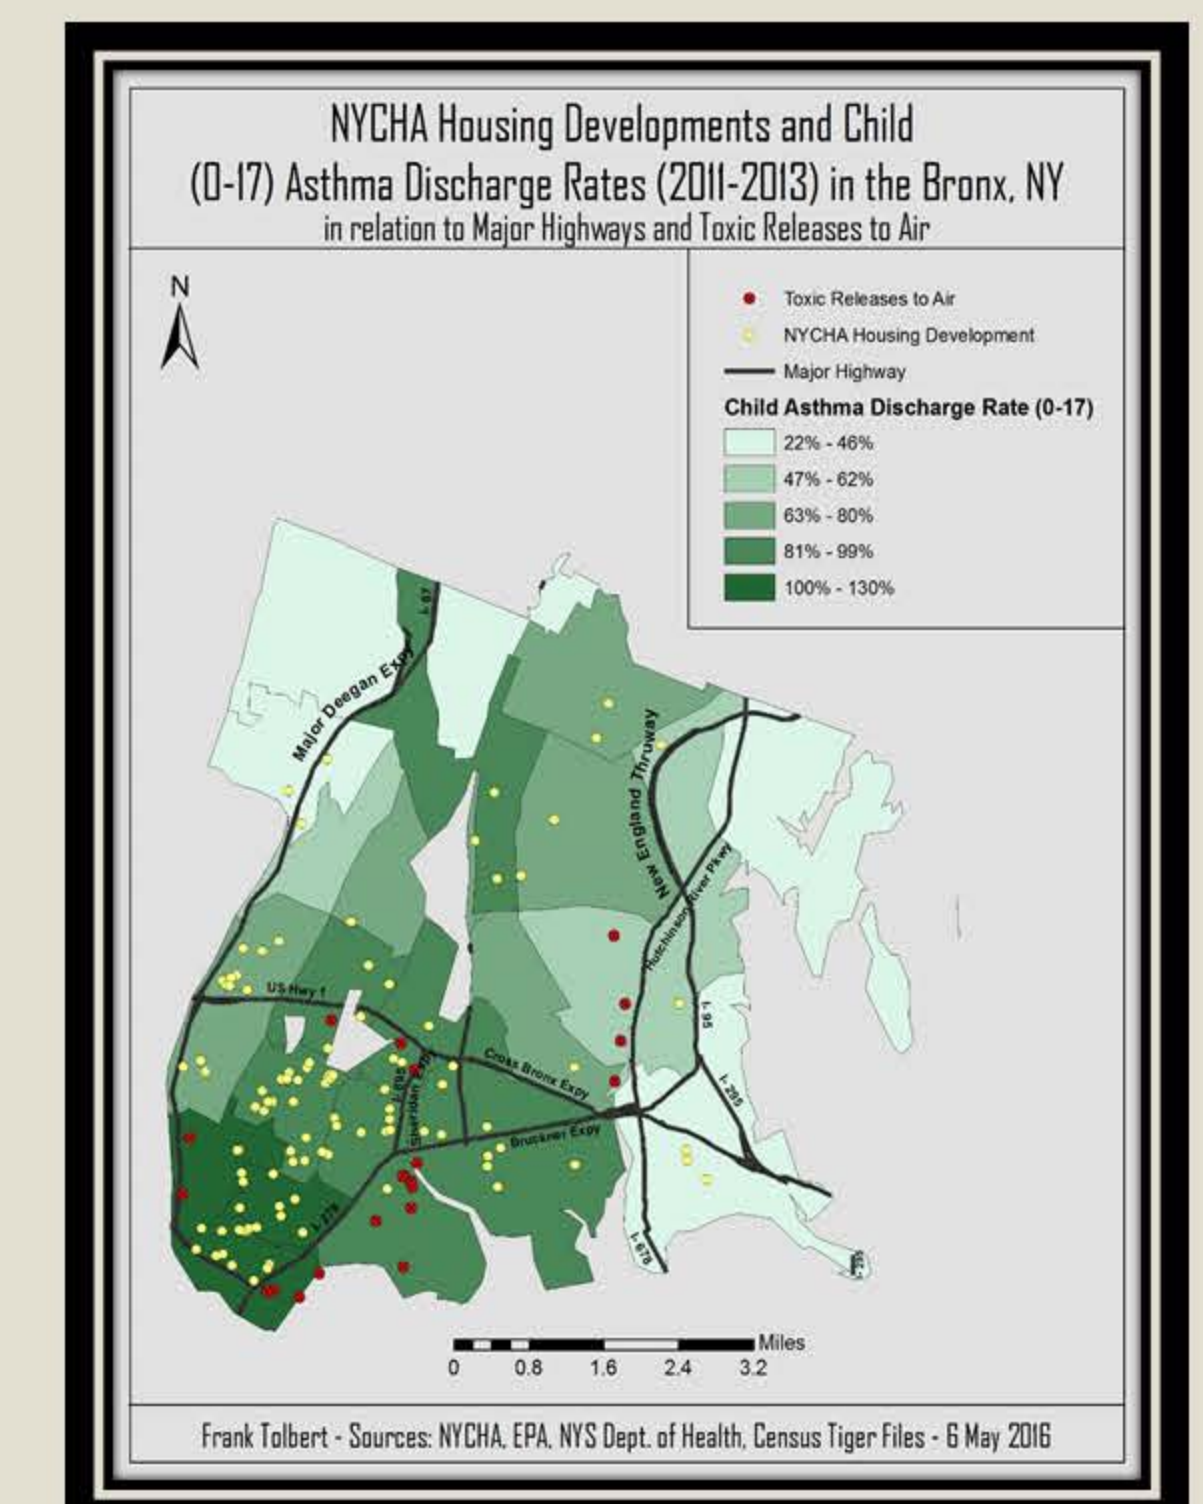 NYCHA Housing Developments and Child
(0-17) Asthma Discharge Rates (2011-2013) in the Bronx, NY
in relation to Major Highways and Toxic Releases to Air
N
Toxic Releases to Air
NYCHA Housing Development
Major Highway
Child Asthma Discharge Rate (0-17)
22% - 46%
47% - 62%
63% - 80%
81% - 99%
100% - 130%
I- 87
Major Deegan Expy
New England Thruway
Hutchinson River Pkwy
US Hwy 1
I- 95
Cross Bronx Expy
I- 895
Sheridan Expy
I- 295
Bruckner Expy
I- 278
I- 678
I- 295
Miles
0 0.8 1.6 2.4 3.2
Frank Tolbert - Sources: NYCHA, EPA, NYS Dept. of Health, Census Tiger Files - 6 May 2016